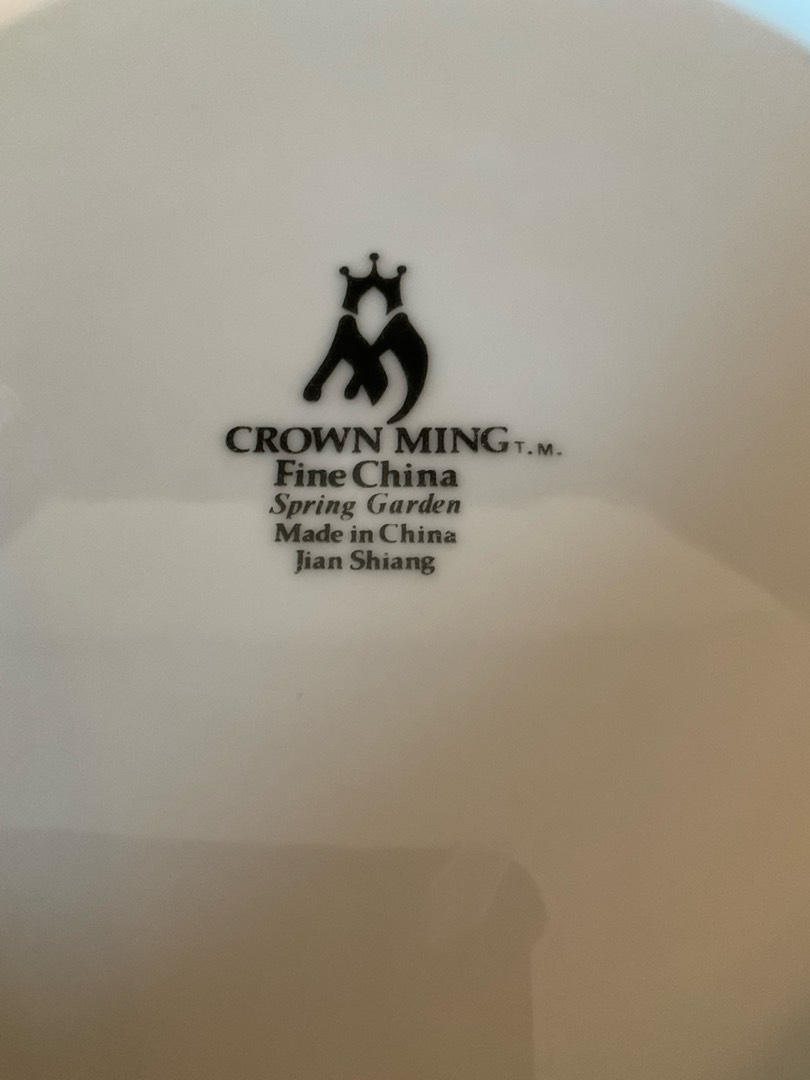 CROWN MING T.M.
Fine China
Spring Garden
Made in China
Jian Shiang